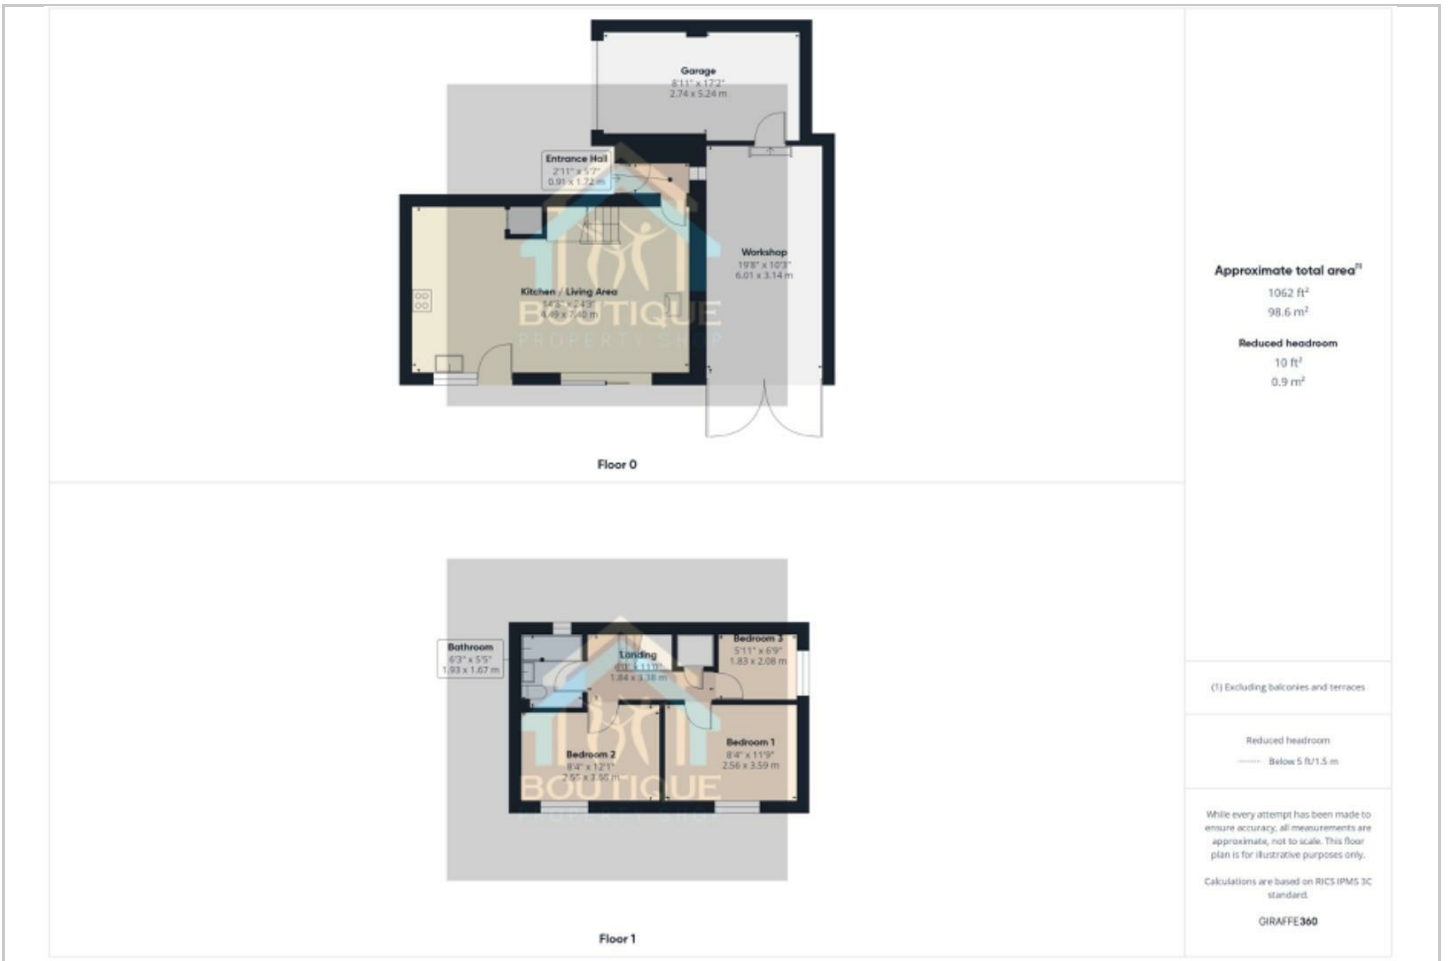 Garage
8'11" x 17'2"
2.74 x 5.24 m
Entrance Hall
2'11" x 5'7"
0.91 x 1.72 m
Workshop
19'8" x 10'3"
6.01 x 3.14 m
Kitchen / Living Area
14'8" x 24'3"
4.49 x 7.40 m
BOUTIQUE
PROPERTY SHOP
Floor 0
Approximate total area(1)
1062 ft²
98.6 m²
Reduced headroom
10 ft²
0.9 m²
Bathroom
6'3" x 5'5"
1.93 x 1.67 m
Landing
1.84 x 3.38 m
Bedroom 3
5'11" x 6'9"
1.83 x 2.08 m
Bedroom 2
8'4" x 12'1"
Bedroom 1
8'4" x 11'9"
2.56 x 3.59 m
BOUTIQUE
PROPERTY SHOP
Floor 1
(1) Excluding balconies and terraces
Reduced headroom
Below 5 ft/1.5 m
While every attempt has been made to
ensure accuracy, all measurements are
approximate, not to scale. This floor
plan is for illustrative purposes only.
Calculations are based on RICS IPMS 3C
standard.
GIRAFFE360